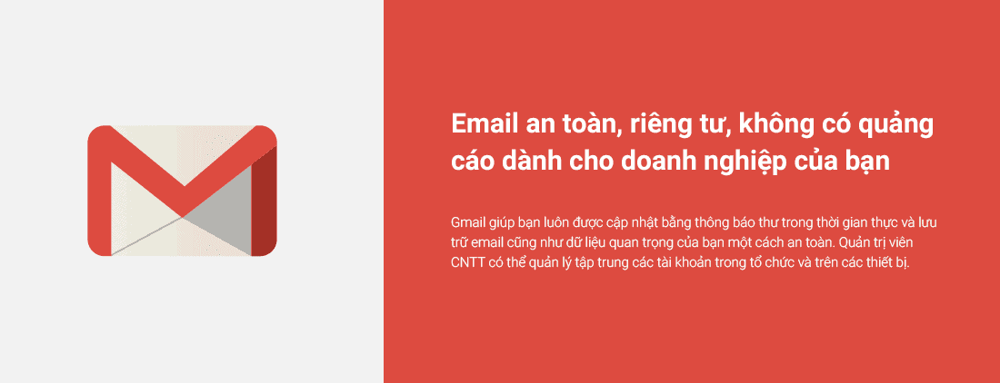 Email an toàn, riêng tư, không có quảng
cáo dành cho doanh nghiệp của bạn
Gmail giúp bạn luôn được cập nhật bằng thông báo thư trong thời gian thực và lưu
trữ email cũng như dữ liệu quan trọng của bạn một cách an toàn. Quản trị viên
CNTT có thể quản lý tập trung các tài khoản trong tổ chức và trên các thiết bị.